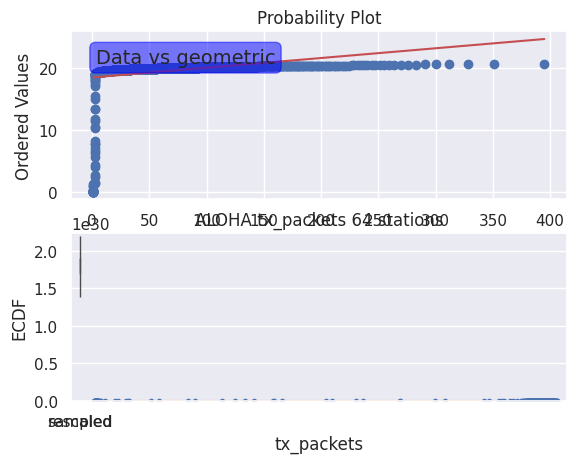 Probability Plot
Data vs geometric
Ordered Values
20
10
0
0 50 100 150 200 250 300 350 400
1e30
ALOHA tx_packets 64 stations
ECDF
2.0
1.5
1.0
0.5
0.0
sampled
tx_packets